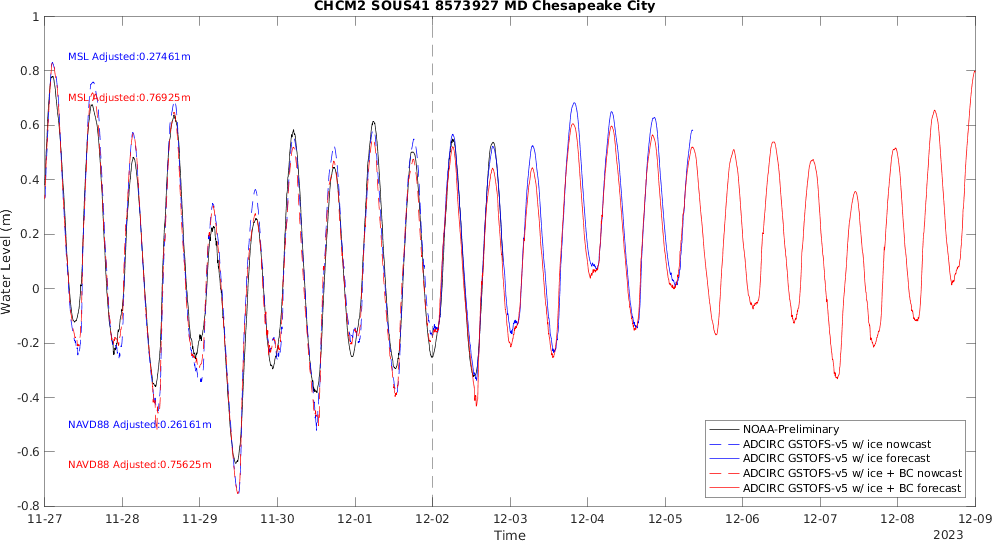 CHCM2 SOUS41 8573927 MD Chesapeake City
1
0.8
0.6
0.4
0.2
0
-0.2
-0.4
-0.6
-0.8
Water Level (m)
MSL Adjusted:0.27461m
MSL Adjusted:0.76925m
NAVD88 Adjusted:0.26161m
NAVD88 Adjusted:0.75625m
NOAA-Preliminary
ADCIRC GSTOFS-v5 w/ ice nowcast
ADCIRC GSTOFS-v5 w/ ice forecast
ADCIRC GSTOFS-v5 w/ ice + BC nowcast
ADCIRC GSTOFS-v5 w/ ice + BC forecast
11-27 11-28 11-29 11-30 12-01 12-02 12-03 12-04 12-05 12-06 12-07 12-08 12-09
Time
2023